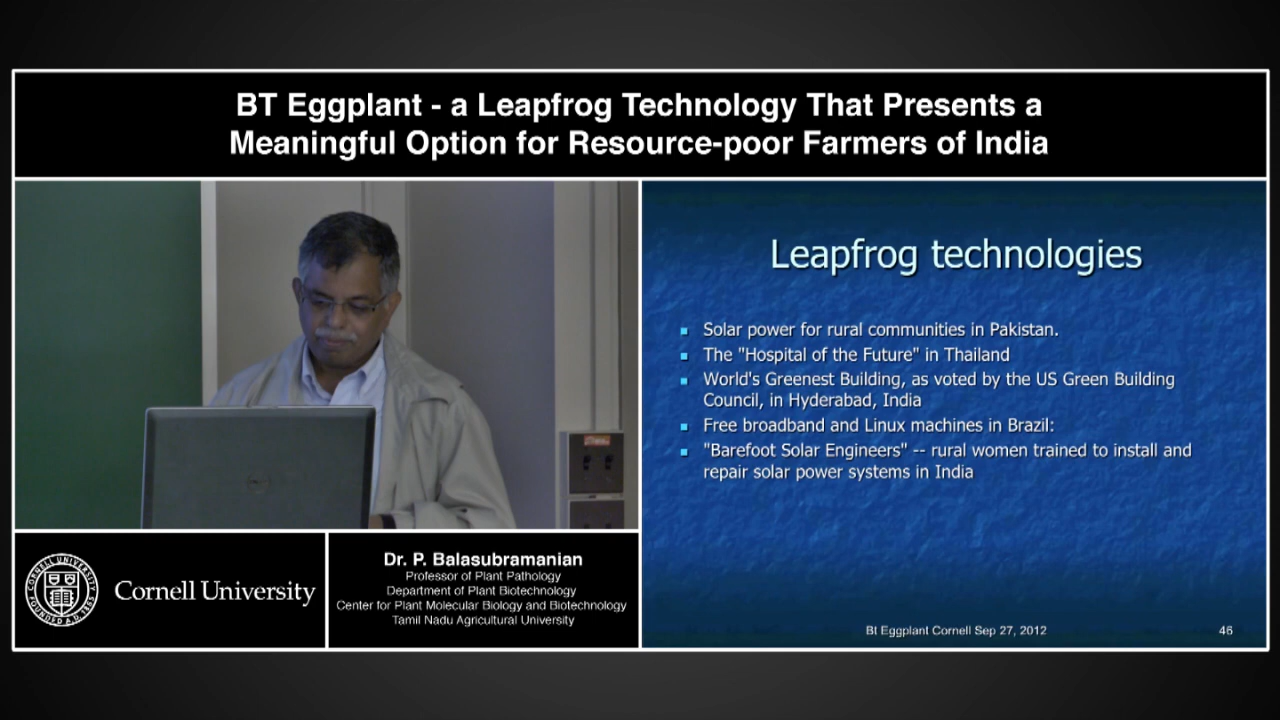 BT Eggplant - a Leapfrog Technology That Presents a
Meaningful Option for Resource-poor Farmers of India
Leapfrog technologies
Solar power for rural communities in Pakistan.
The "Hospital of the Future" in Thailand
World's Greenest Building, as voted by the US Green Building
Council, in Hyderabad, India
Free broadband and Linux machines in Brazil:
"Barefoot Solar Engineers" -- rural women trained to install and
repair solar power systems in India
Bt Eggplant Cornell Sep 27, 2012
46
CORNELL UNIVERSITY
FOUNDED A.D. 1865
Cornell University
Dr. P. Balasubramanian
Professor of Plant Pathology
Department of Plant Biotechnology
Center for Plant Molecular Biology and Biotechnology
Tamil Nadu Agricultural University